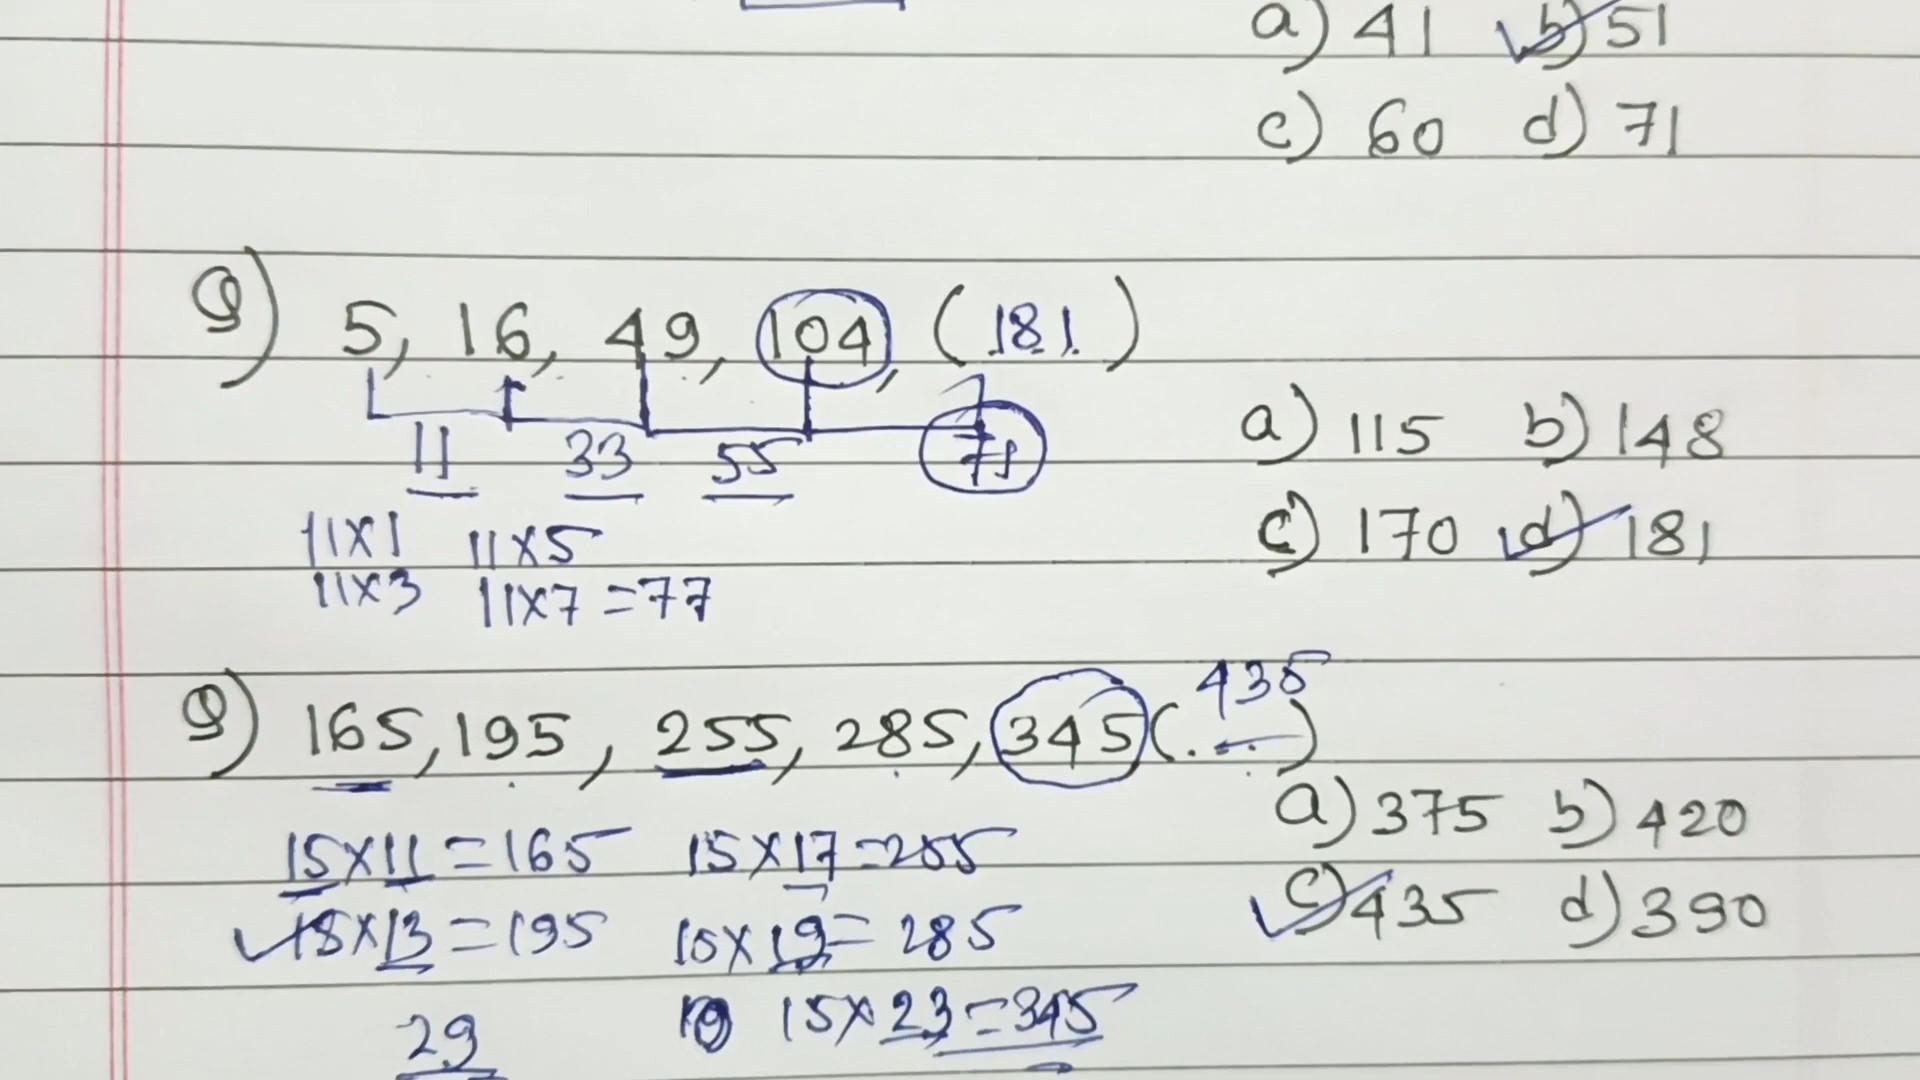 a) 41 b) 51
c) 60 d) 71
Q) 5, 16, 49, 104, (181)
11 33 55
a) 115 b) 148
c) 170 d) 181
11x1 11x5
11x3 11x7 =77
435
Q) 165, 195, 255, 285, 345 (....)
a) 375 b) 420
c) 435 d) 390
15x11=165 15x17=255
15x13=195 15x19=285
29 15x23=345